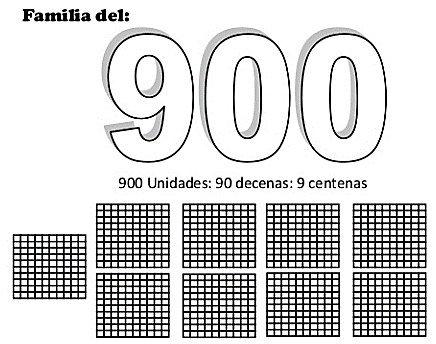 Familia del:
900
900 Unidades: 90 decenas: 9 centenas